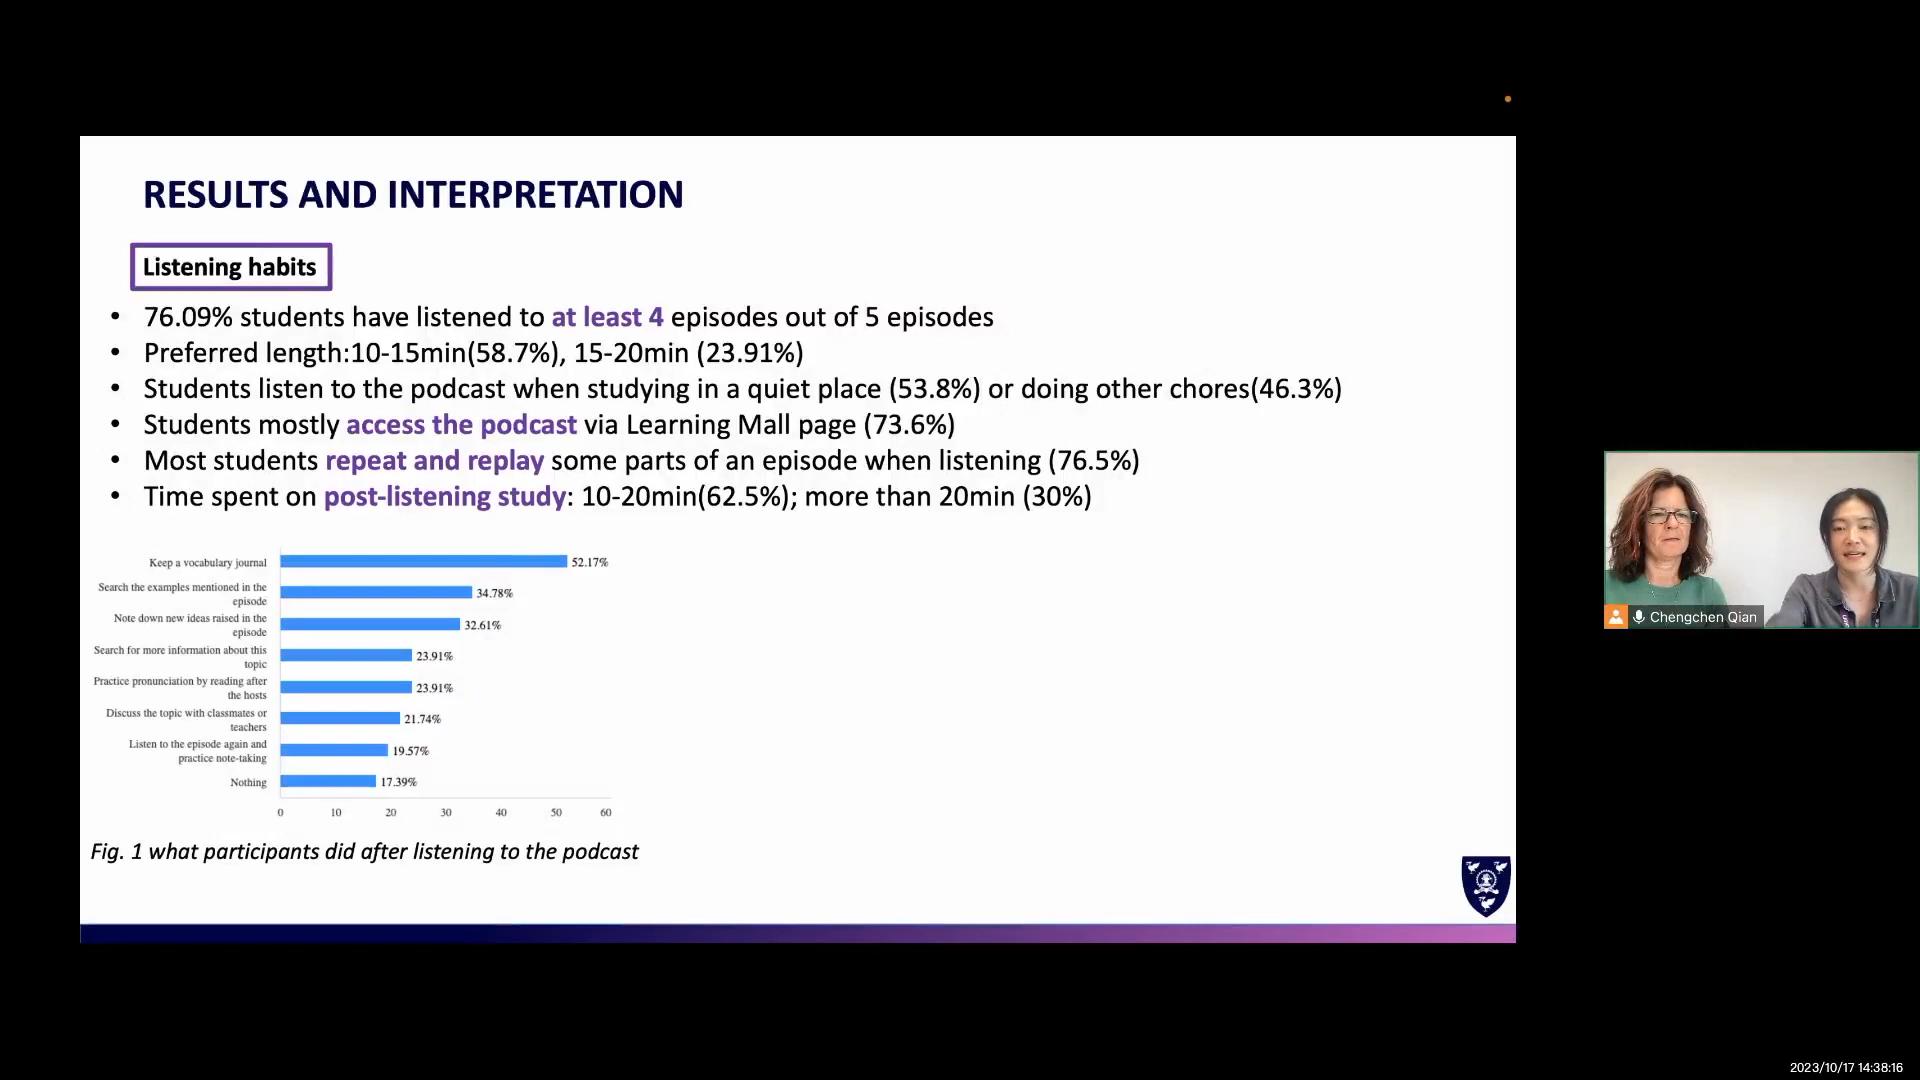 RESULTS AND INTERPRETATION
Listening habits
• 76.09% students have listened to at least 4 episodes out of 5 episodes
• Preferred length:10-15min(58.7%), 15-20min (23.91%)
• Students listen to the podcast when studying in a quiet place (53.8%) or doing other chores(46.3%)
• Students mostly access the podcast via Learning Mall page (73.6%)
• Most students repeat and replay some parts of an episode when listening (76.5%)
• Time spent on post-listening study: 10-20min(62.5%); more than 20min (30%)
Keep a vocabulary journal 52.17%
Search the examples mentioned in the
episode 34.78%
Note down new ideas raised in the
episode 32.61%
Search for more information about this
topic 23.91%
Practice pronunciation by reading after
the hosts 23.91%
Discuss the topic with classmates or
teachers 21.74%
Listen to the episode again and
practice note-taking 19.57%
Nothing 17.39%
0 10 20 30 40 50 60
Fig. 1 what participants did after listening to the podcast
Chengchen Qian
2023/10/17 14:38:16